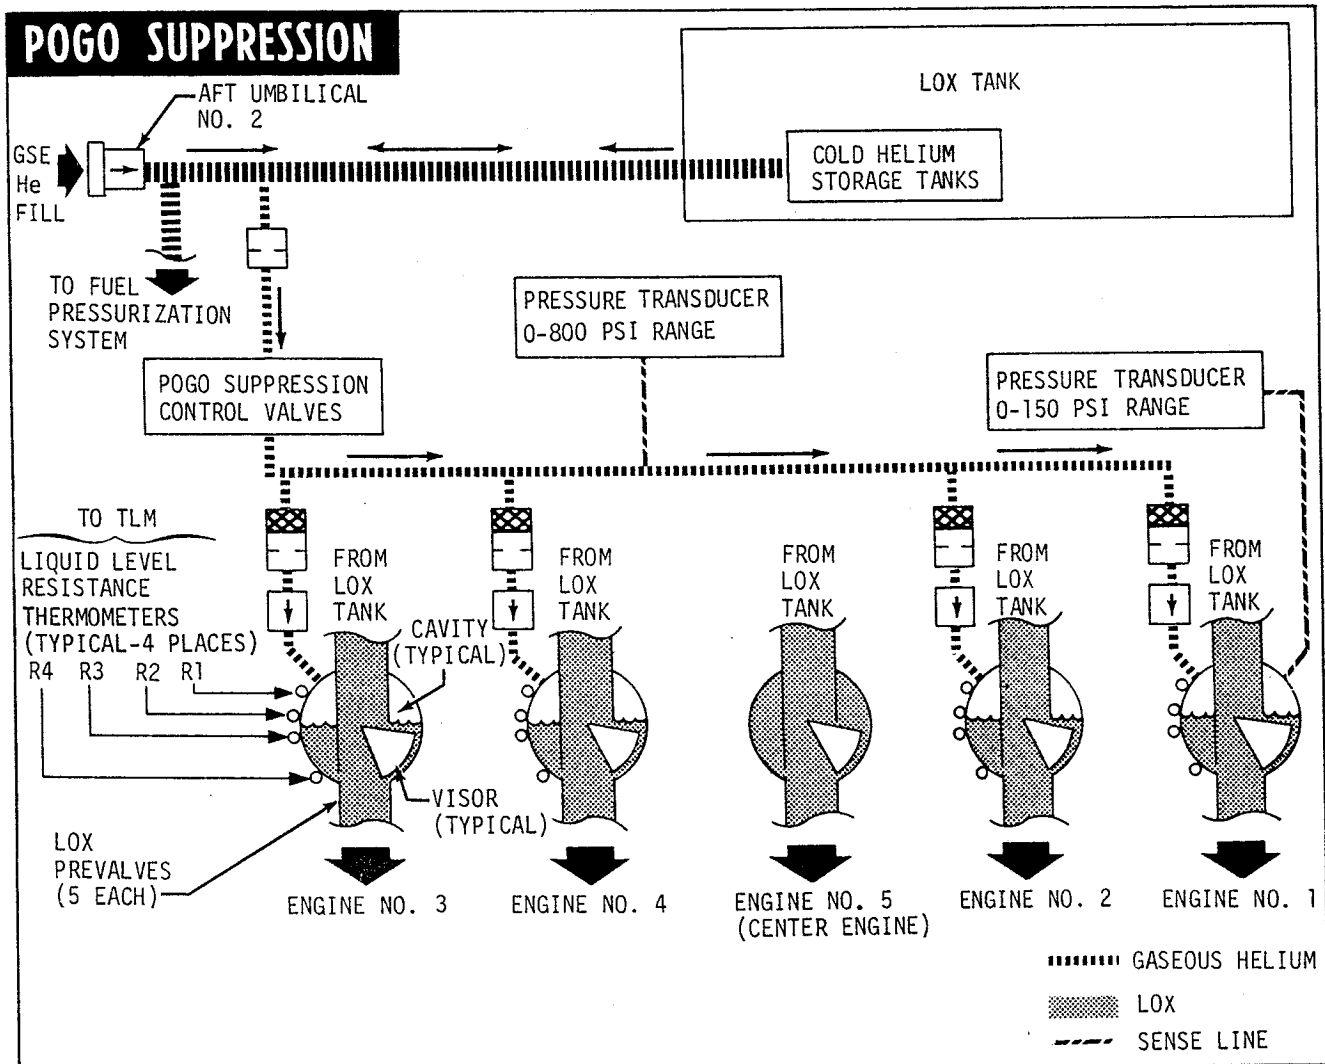 POGO SUPPRESSION
AFT UMBILICAL
NO. 2
LOX TANK
GSE
He
FILL
COLD HELIUM
STORAGE TANKS
TO FUEL
PRESSURIZATION
SYSTEM
PRESSURE TRANSDUCER
0-800 PSI RANGE
POGO SUPPRESSION
CONTROL VALVES
PRESSURE TRANSDUCER
0-150 PSI RANGE
TO TLM
LIQUID LEVEL
RESISTANCE
THERMOMETERS
(TYPICAL-4 PLACES)
R4 R3 R2 R1
FROM
LOX
TANK
FROM
LOX
TANK
FROM
LOX
TANK
FROM
LOX
TANK
FROM
LOX
TANK
CAVITY
(TYPICAL)
VISOR
(TYPICAL)
LOX
PREVALVES
(5 EACH)
ENGINE NO. 3
ENGINE NO. 4
ENGINE NO. 5
(CENTER ENGINE)
ENGINE NO. 2
ENGINE NO. 1
GASEOUS HELIUM
LOX
SENSE LINE